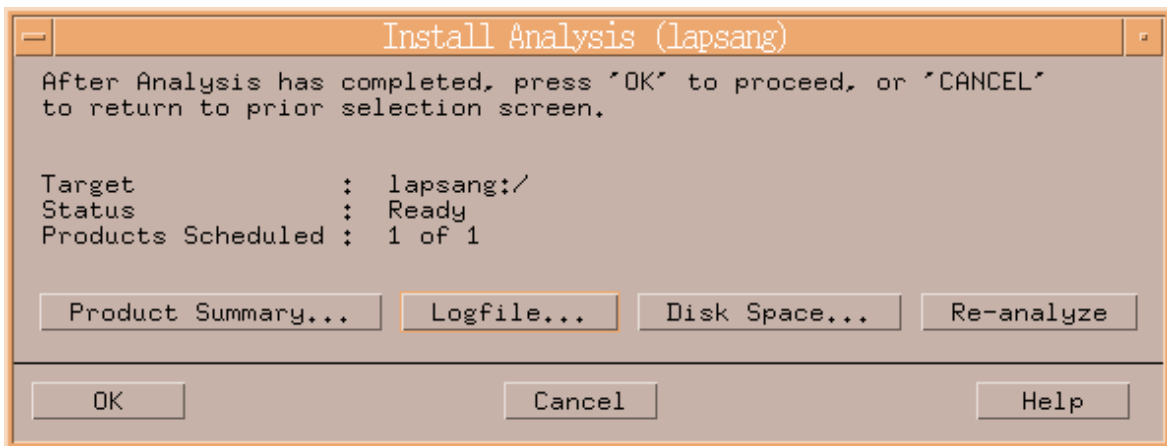 Install Analysis (lapsang)
After Analysis has completed, press 'OK' to proceed, or 'CANCEL'
to return to prior selection screen.
Target : lapsang:/
Status : Ready
Products Scheduled : 1 of 1
Product Summary... Logfile... Disk Space... Re-analyze
OK Cancel Help